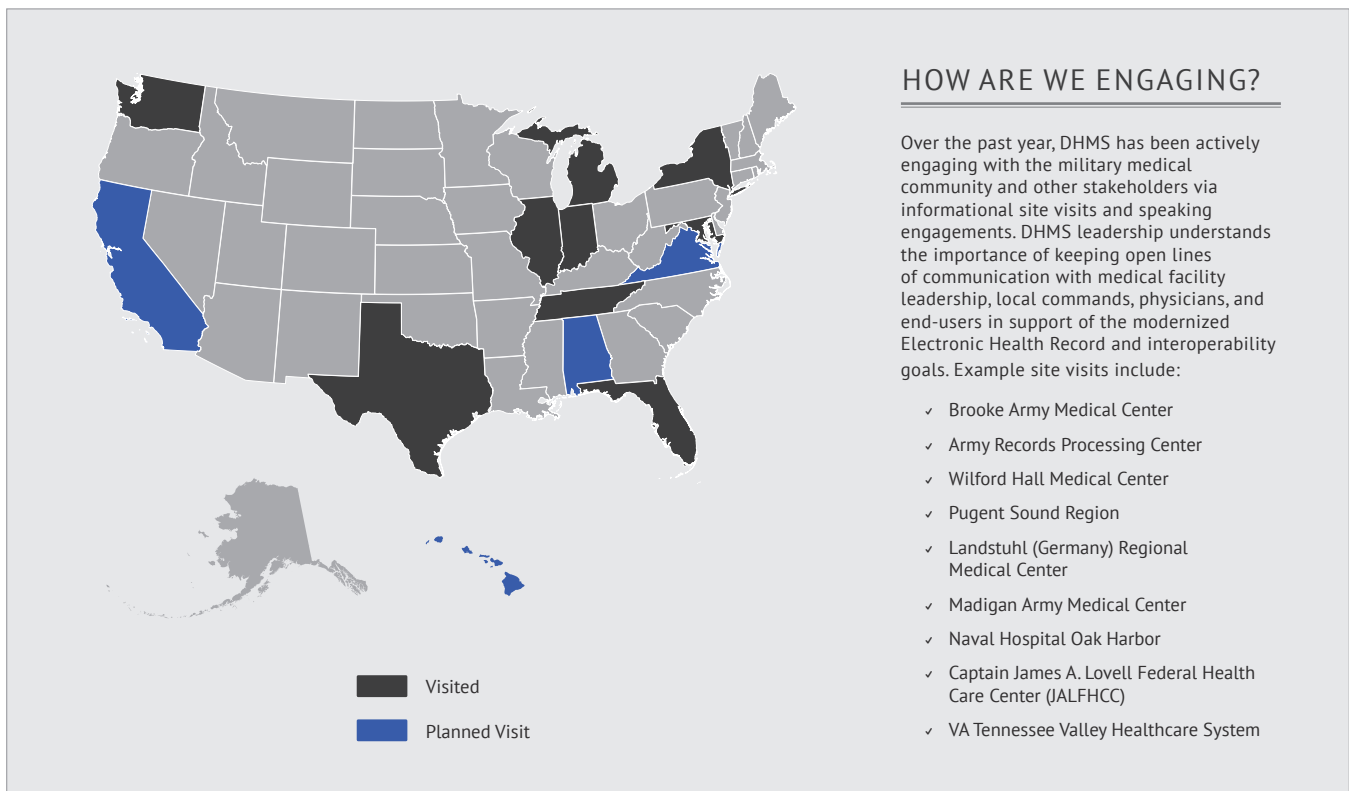 HOW ARE WE ENGAGING?
Over the past year, DHMS has been actively
engaging with the military medical
community and other stakeholders via
informational site visits and speaking
engagements. DHMS leadership understands
the importance of keeping open lines
of communication with medical facility
leadership, local commands, physicians, and
end-users in support of the modernized
Electronic Health Record and interoperability
goals. Example site visits include:
✓ Brooke Army Medical Center
✓ Army Records Processing Center
✓ Wilford Hall Medical Center
✓ Pugent Sound Region
✓ Landstuhl (Germany) Regional
Medical Center
✓ Madigan Army Medical Center
✓ Naval Hospital Oak Harbor
✓ Captain James A. Lovell Federal Health
Care Center (JALFHCC)
✓ VA Tennessee Valley Healthcare System
Visited
Planned Visit